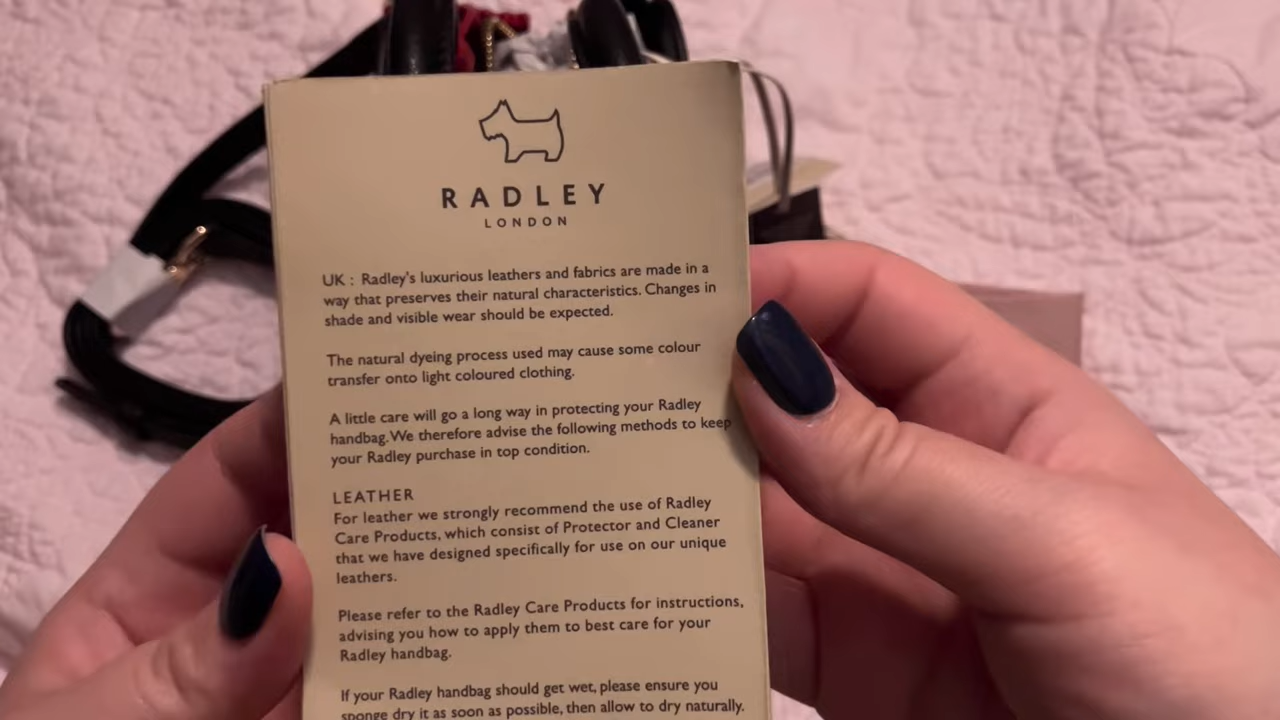 RADLEY
LONDON
UK : Radley's luxurious leathers and fabrics are made in a
way that preserves their natural characteristics. Changes in
shade and visible wear should be expected.
The natural dyeing process used may cause some colour
transfer onto light coloured clothing.
A little care will go a long way in protecting your Radley
handbag. We therefore advise the following methods to keep
your Radley purchase in top condition.
LEATHER
For leather we strongly recommend the use of Radley
Care Products, which consist of Protector and Cleaner
that we have designed specifically for use on our unique
leathers.
Please refer to the Radley Care Products for instructions,
advising you how to apply them to best care for your
Radley handbag.
If your Radley handbag should get wet, please ensure you
sponge dry it as soon as possible, then allow to dry naturally.